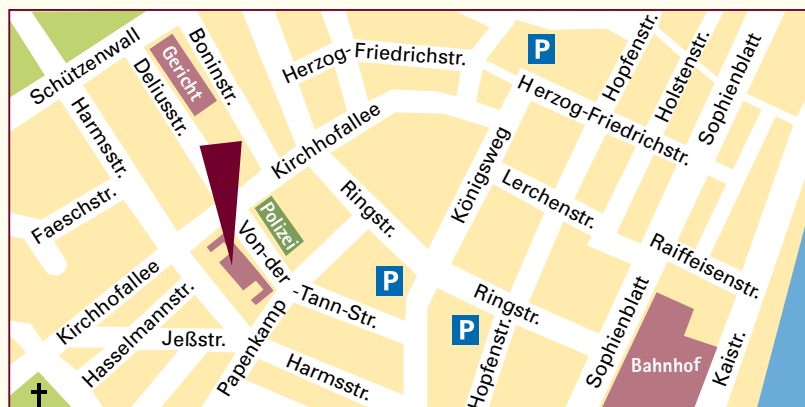 Schützenwall
Gericht
Boninstr.
Deliusstr.
Harmsstr.
Faeschstr.
Herzog-Friedrichstr.
P
Hopfenstr.
Holstenstr.
Sophienblatt
Herzog-Friedrichstr.
Kirchhofallee
Königsweg
Ringstr.
Lerchenstr.
Polizei
Von-der-Tann-Str.
Raiffeisenstr.
P
Kirchhofallee
Hasselmannstr.
Jeßstr.
Papenkamp
Harmsstr.
P
Ringstr.
Hopfenstr.
Sophienblatt
Bahnhof
Kaistr.